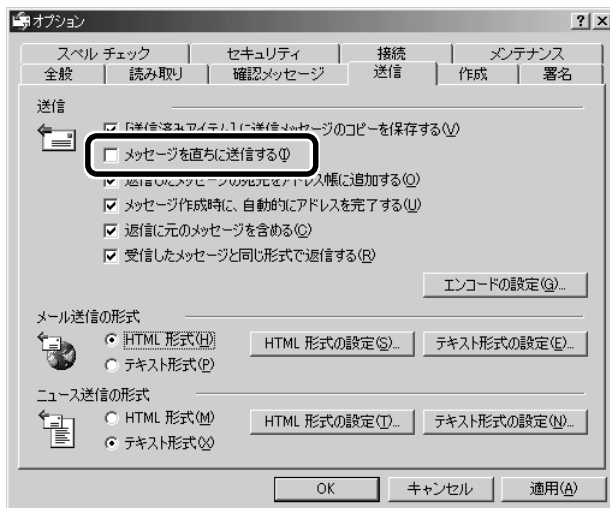 オプション
スペル チェック セキュリティ 接続 メンテナンス
全般 読み取り 確認メッセージ 送信 作成 署名
送信
[送信済みアイテム]に送信メッセージのコピーを保存する(V)
メッセージを直ちに送信する(I)
返信したメッセージの宛先をアドレス帳に追加する(O)
メッセージ作成時に、自動的にアドレスを完了する(U)
返信に元のメッセージを含める(C)
受信したメッセージと同じ形式で返信する(R)
エンコードの設定(G)...
メール送信の形式
HTML 形式(H) HTML 形式の設定(S)... テキスト形式の設定(E)...
テキスト形式(P)
ニュース送信の形式
HTML 形式(M) HTML 形式の設定(T)... テキスト形式の設定(N)...
テキスト形式(X)
OK キャンセル 適用(A)